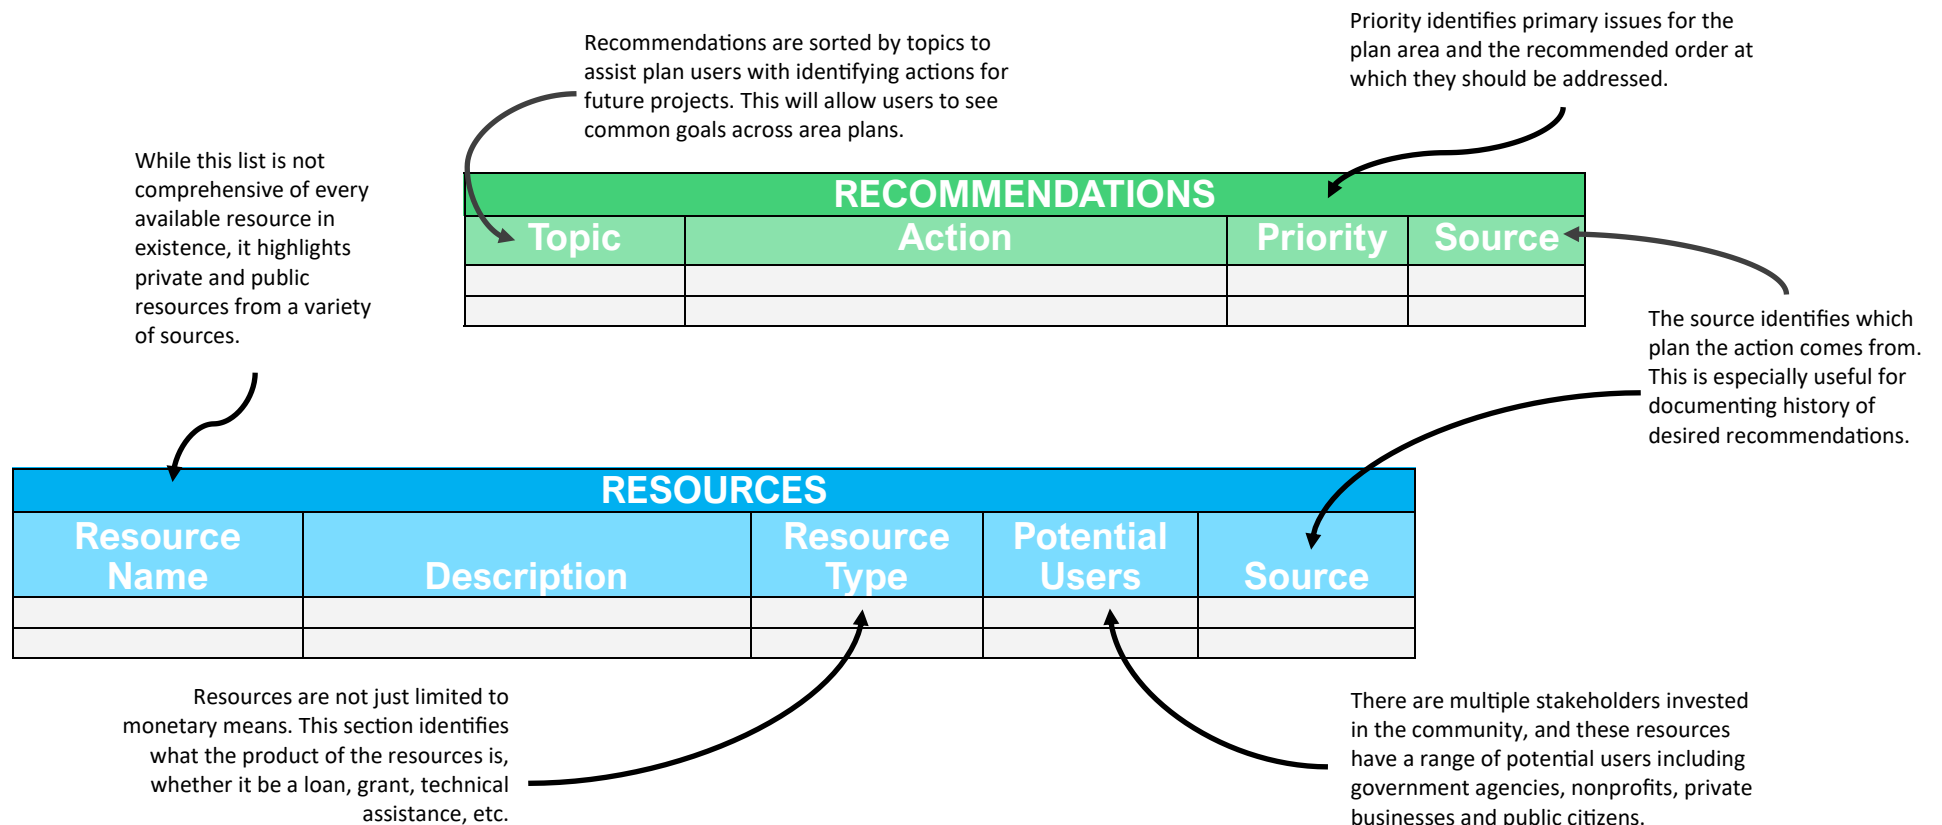 Priority identifies primary issues for the
plan area and the recommended order at
which they should be addressed.
Recommendations are sorted by topics to
assist plan users with identifying actions for
future projects. This will allow users to see
common goals across area plans.
While this list is not
comprehensive of every
available resource in
existence, it highlights
private and public
resources from a variety
of sources.
RECOMMENDATIONS
Topic Action Priority Source
The source identifies which
plan the action comes from.
This is especially useful for
documenting history of
desired recommendations.
RESOURCES
Resource Name Description Resource Type Potential Users Source
Resources are not just limited to
monetary means. This section identifies
what the product of the resources is,
whether it be a loan, grant, technical
assistance, etc.
There are multiple stakeholders invested
in the community, and these resources
have a range of potential users including
government agencies, nonprofits, private
businesses and public citizens.